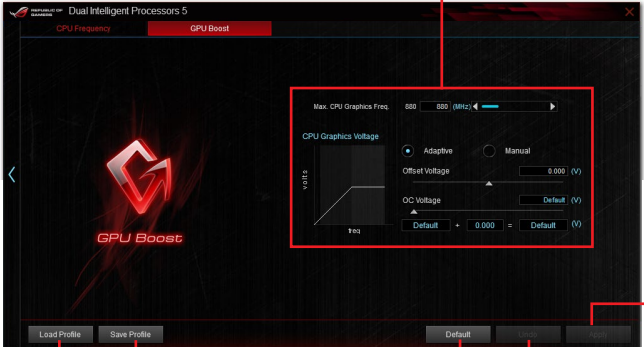 REPUBLIC OF GAMERS Dual Intelligent Processors 5
CPU Frequency GPU Boost
Max. CPU Graphics Freq. 880 880 (MHz)
CPU Graphics Voltage
Adaptive Manual
volts
Offset Voltage 0.000 (V)
OC Voltage Default (V)
Default + 0.000 = Default (V)
freq
GPU Boost
Load Profile Save Profile Default Undo Apply